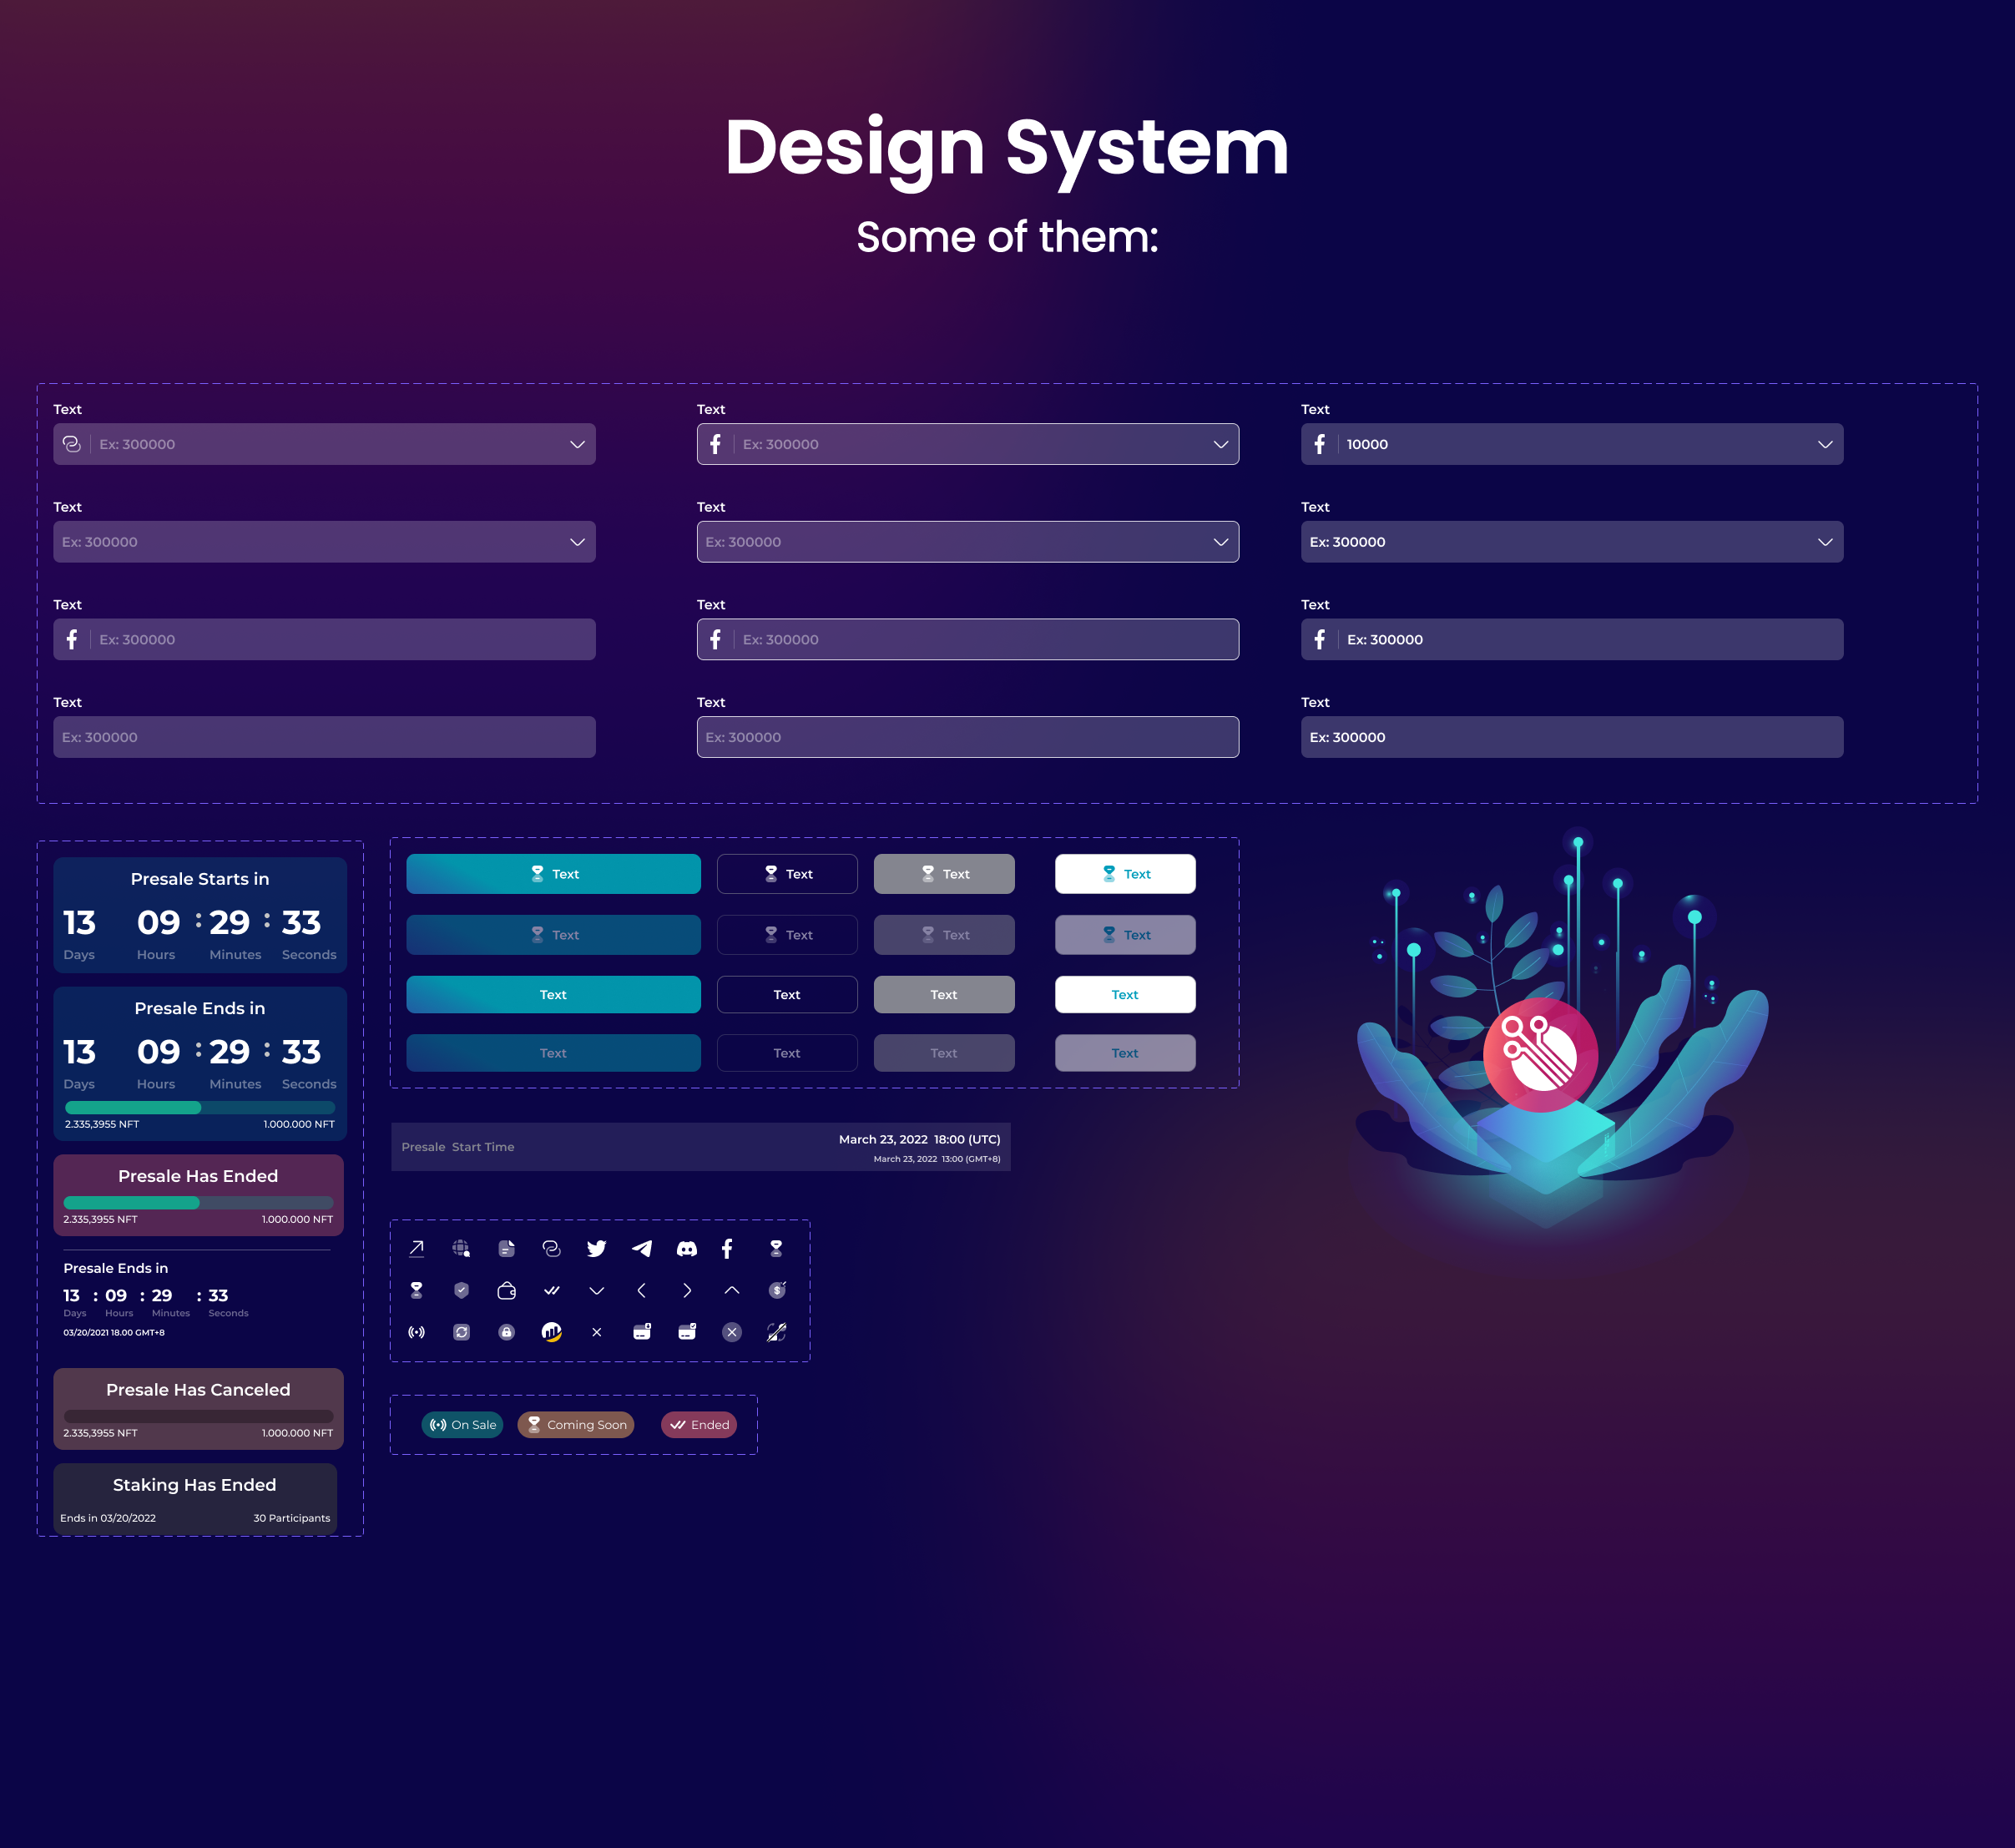 Design System
Some of them:
Text Text Text
Ex: 300000 Ex: 300000 10000
Text Text Text
Ex: 300000 Ex: 300000 Ex: 300000
Text Text Text
Ex: 300000 Ex: 300000 Ex: 300000
Text Text Text
Ex: 300000 Ex: 300000 Ex: 300000
Presale Starts in
13 09 : 29 : 33
Days Hours Minutes Seconds
Presale Ends in
13 09 : 29 : 33
Days Hours Minutes Seconds
2.335,3955 NFT 1.000.000 NFT
Presale Has Ended
2.335,3955 NFT 1.000.000 NFT
Presale Ends in
13 : 09 : 29 : 33
Days Hours Minutes Seconds
03/20/2021 18.00 GMT+8
Presale Has Canceled
2.335,3955 NFT 1.000.000 NFT
Staking Has Ended
Ends in 03/20/2022 30 Participants
Text Text Text Text
Text Text Text Text
Text Text Text Text
Text Text Text Text
Presale Start Time
March 23, 2022 18:00 (UTC)
March 23, 2022 13:00 (GMT+8)
On Sale Coming Soon Ended